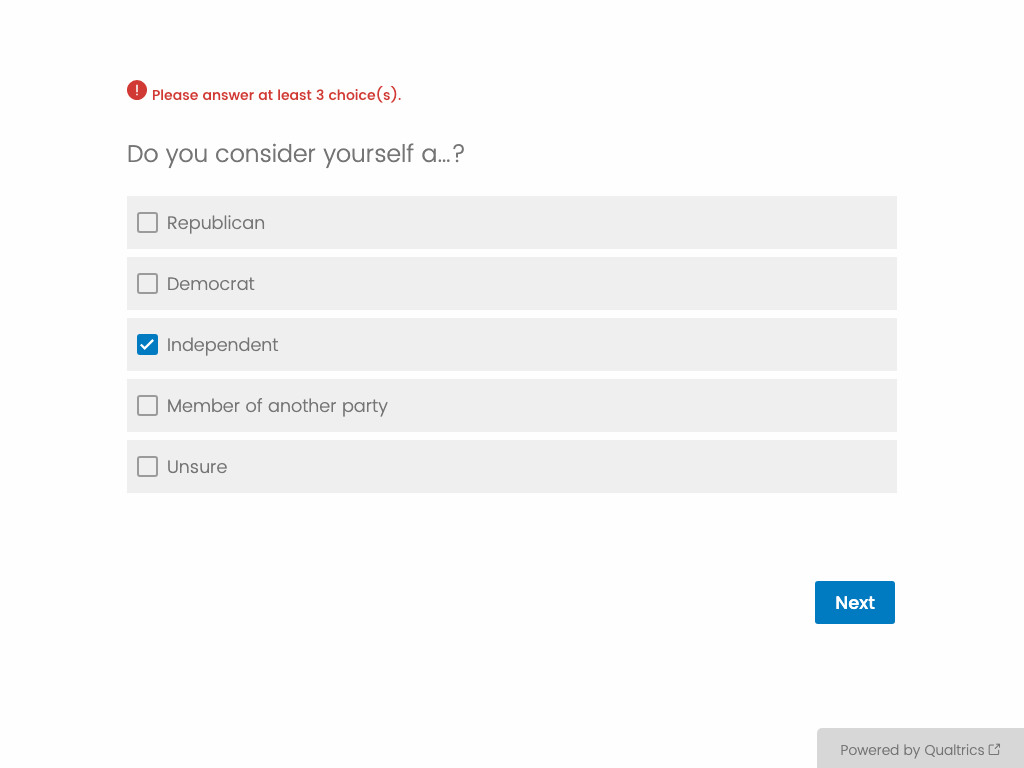 Please answer at least 3 choice(s).
Do you consider yourself a...?
Republican
Democrat
Independent
Member of another party
Unsure
Next
Powered by Qualtrics